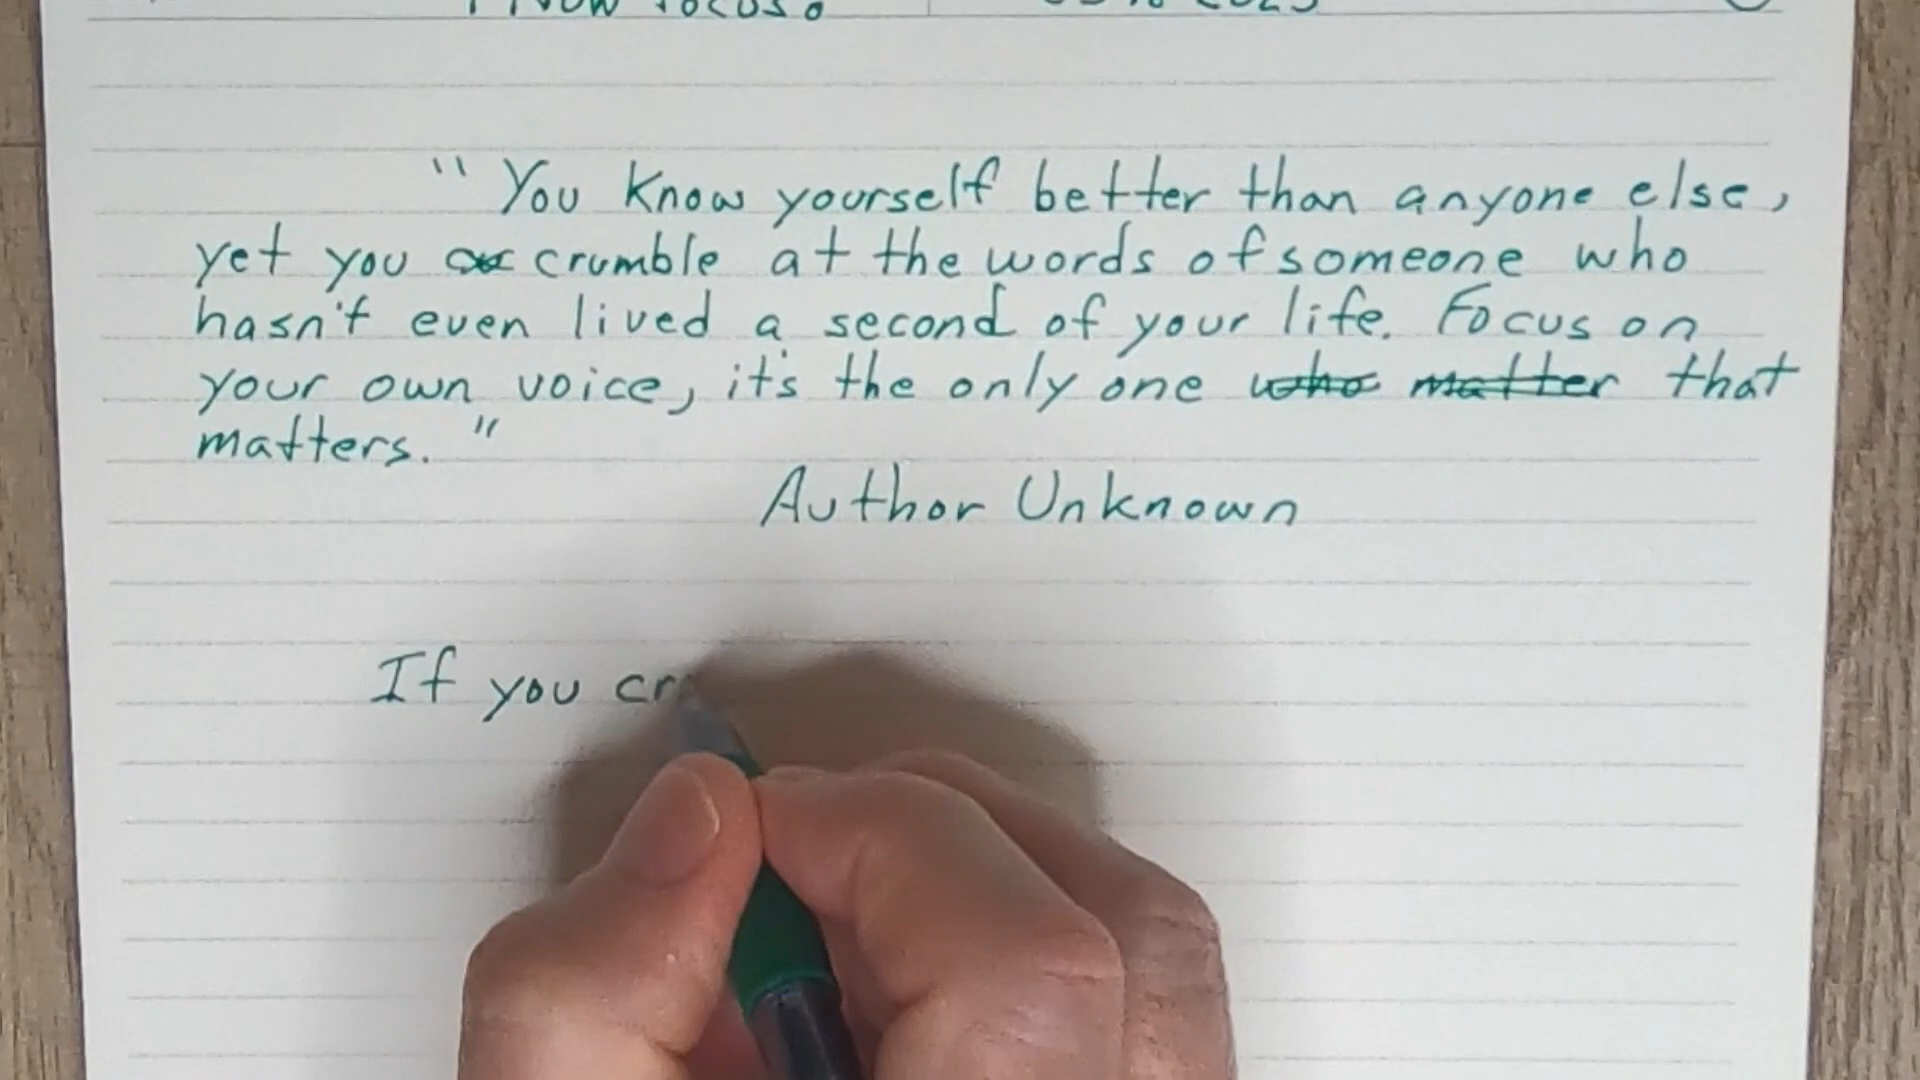 "You know yourself better than anyone else,
yet you crumble at the words of someone who
hasn't even lived a second of your life. Focus on
your own voice, it's the only one who matter that
matters."
Author Unknown
If you cr